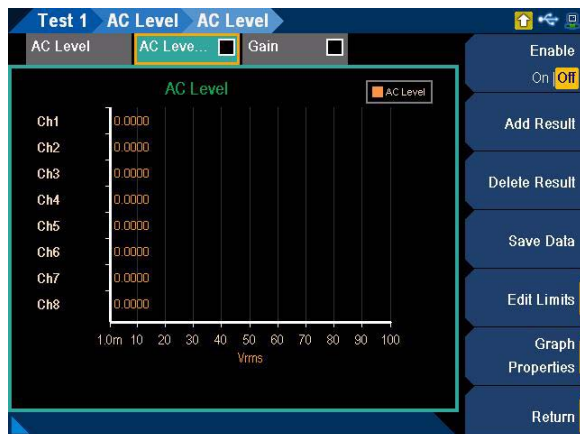 Test 1 AC Level AC Level
AC Level AC Leve... Gain
Enable
On |Off
AC Level
AC Level
Add Result
Ch1 0.0000
Ch2 0.0000
Ch3 0.0000
Delete Result
Ch4 0.0000
Ch5 0.0000
Save Data
Ch6 0.0000
Ch7 0.0000
Ch8 0.0000
Edit Limits
1.0m 10 20 30 40 50 60 70 80 90 100
Vrms
Graph
Properties
Return